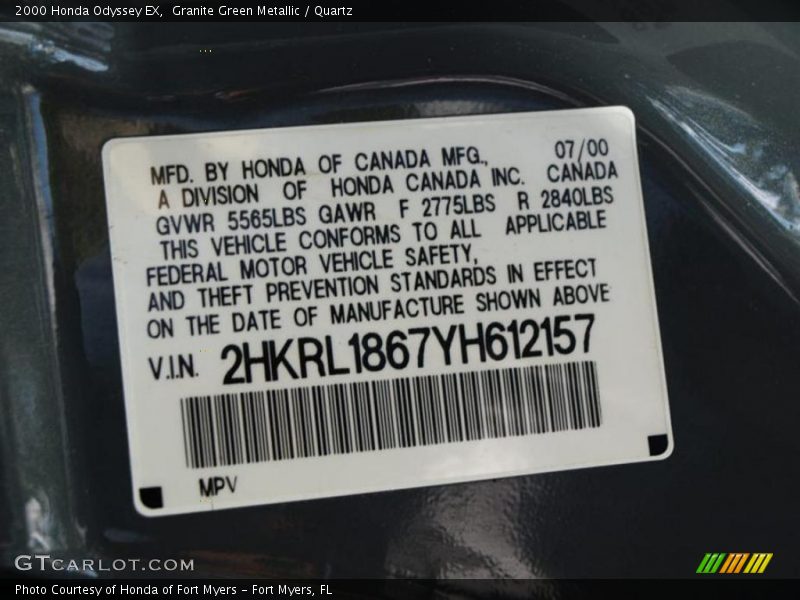 2000 Honda Odyssey EX, Granite Green Metallic / Quartz
MFD. BY HONDA OF CANADA MFG., 07/00
A DIVISION OF HONDA CANADA INC. CANADA
GVWR 5565LBS GAWR F 2775LBS R 2840LBS
THIS VEHICLE CONFORMS TO ALL APPLICABLE
FEDERAL MOTOR VEHICLE SAFETY,
AND THEFT PREVENTION STANDARDS IN EFFECT
ON THE DATE OF MANUFACTURE SHOWN ABOVE
V.I.N. 2HKRL1867YH612157
MPV
GTCARLOT.COM
Photo Courtesy of Honda of Fort Myers - Fort Myers, FL